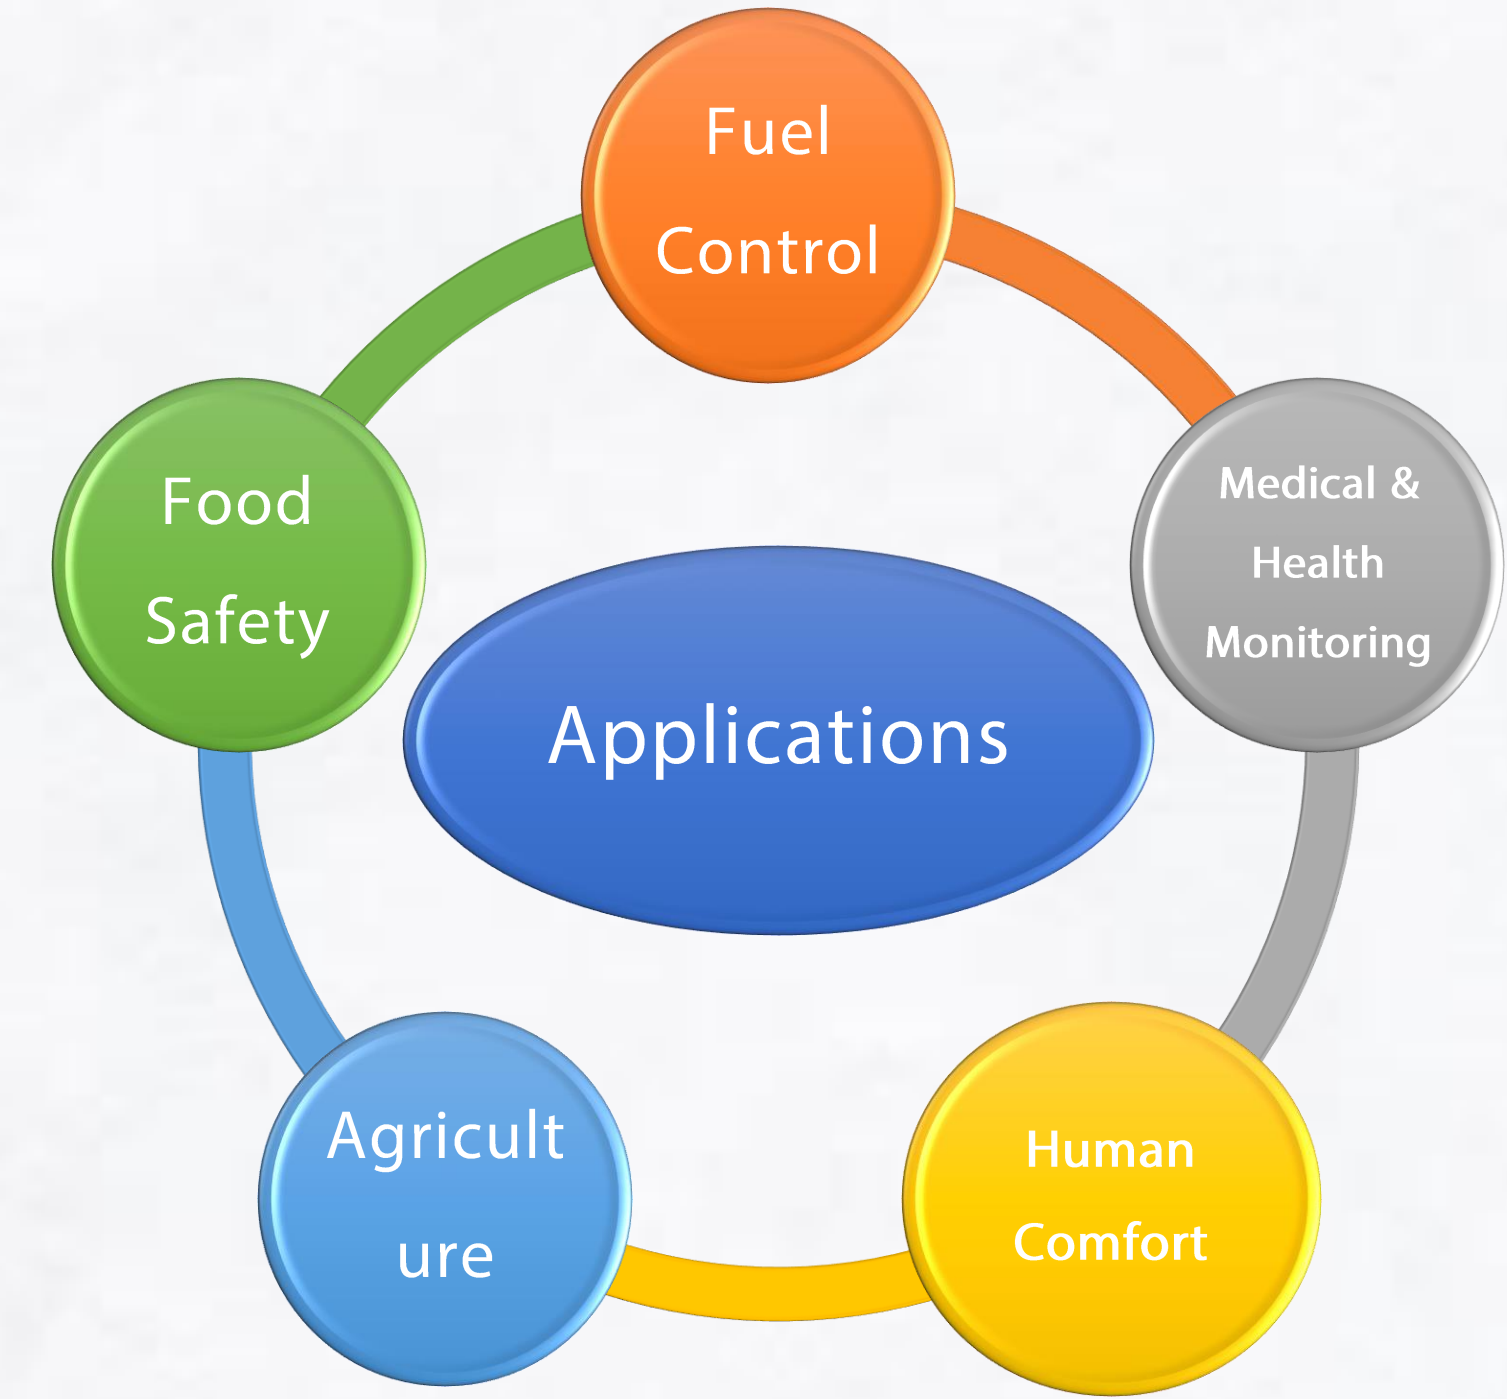 Fuel
Control
Medical &
Health
Monitoring
Human
Comfort
Agricult
ure
Food
Safety
Applications